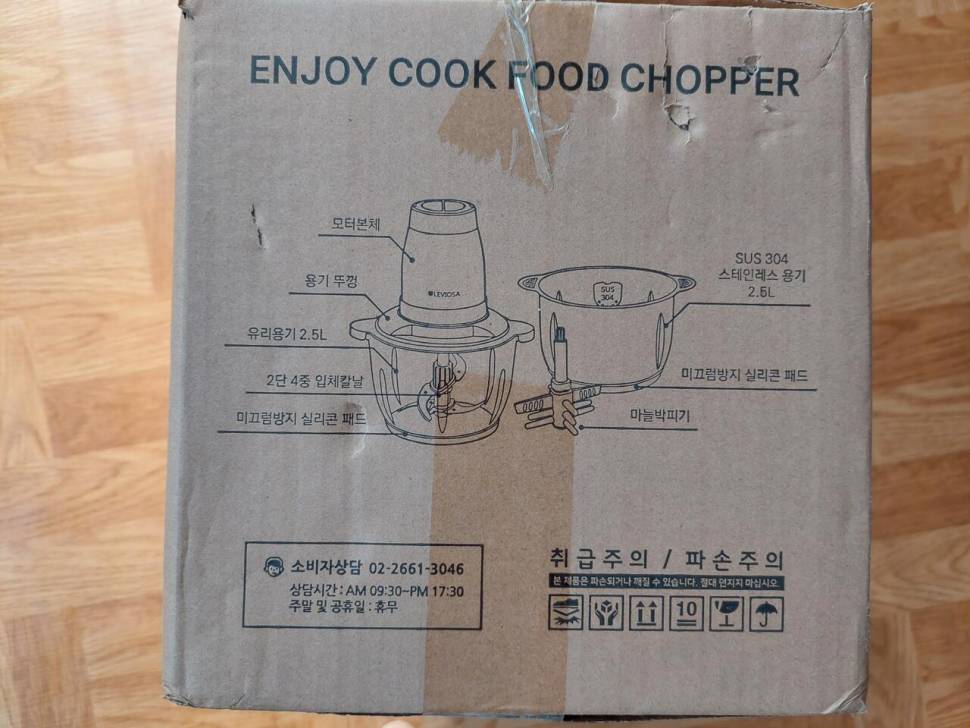 ENJOY COOK FOOD CHOPPER
모터본체
용기 뚜껑
LEVIOSA
유리용기 2.5L
2단 4중 입체칼날
미끄럼방지 실리콘 패드
SUS 304
스테인레스 용기
2.5L
SUS
304
미끄럼방지 실리콘 패드
마늘박피기
소비자상담 02-2661-3046
상담시간 : AM 09:30~PM 17:30
주말 및 공휴일 : 휴무
취급주의 / 파손주의
본 제품은 파손되거나 깨질 수 있습니다. 절대 던지지 마십시오.
10